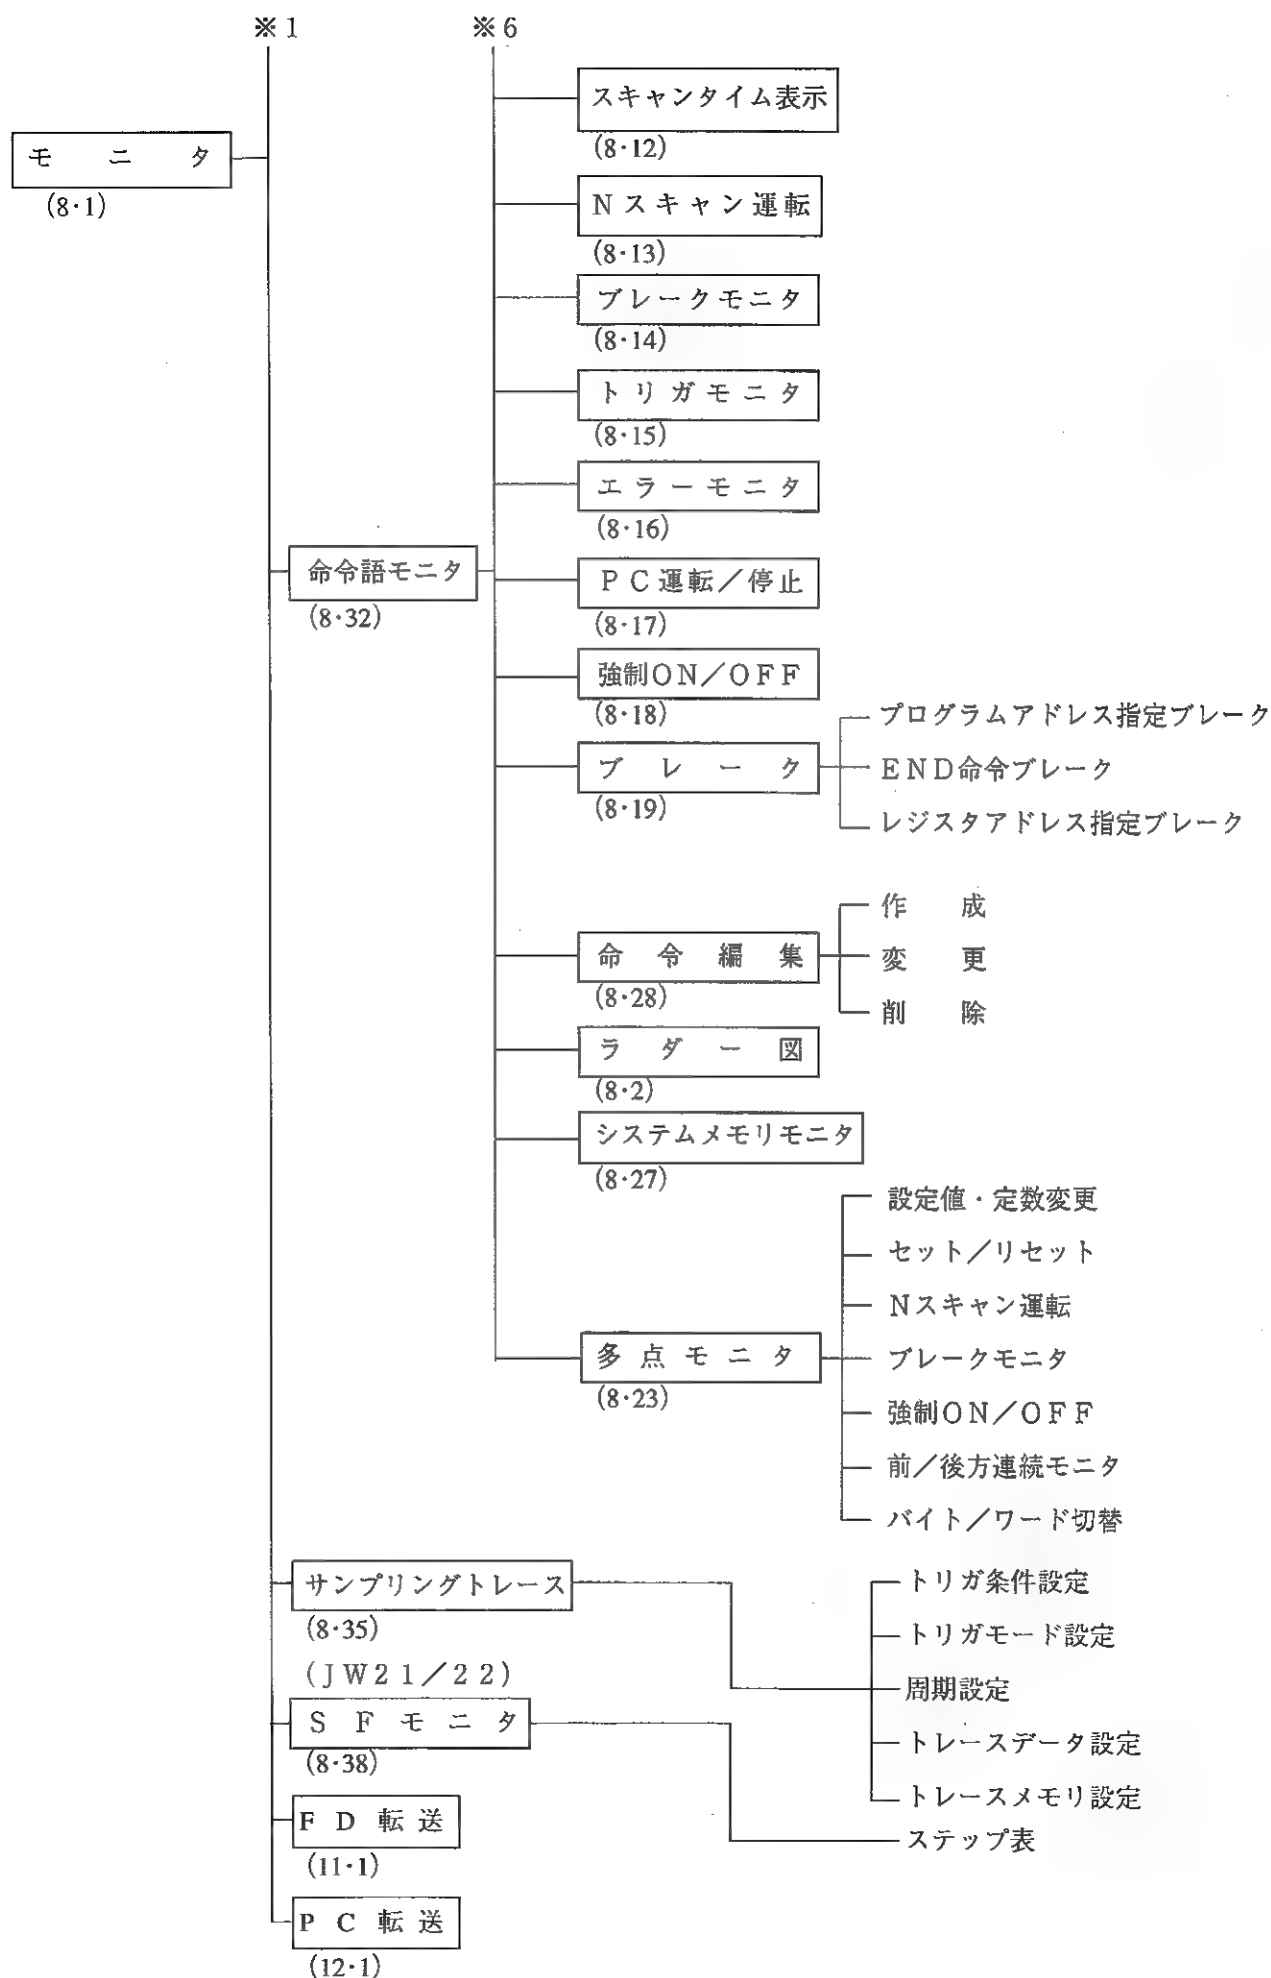 ※1
※6
スキャンタイム表示
(8・12)
モニタ
(8・1)
Nスキャン運転
(8・13)
ブレークモニタ
(8・14)
トリガモニタ
(8・15)
エラーモニタ
(8・16)
命令語モニタ
(8・32)
PC運転/停止
(8・17)
強制ON/OFF
(8・18)
ブレーク
(8・19)
プログラムアドレス指定ブレーク
END命令ブレーク
レジスタアドレス指定ブレーク
命令編集
(8・28)
作成
変更
削除
ラダー図
(8・2)
システムメモリモニタ
(8・27)
多点モニタ
(8・23)
設定値・定数変更
セット/リセット
Nスキャン運転
ブレークモニタ
強制ON/OFF
前/後方連続モニタ
バイト/ワード切替
サンプリングトレース
(8・35)
(JW21/22)
トリガ条件設定
トリガモード設定
周期設定
トレースデータ設定
トレースメモリ設定
SFモニタ
(8・38)
ステップ表
FD転送
(11・1)
PC転送
(12・1)